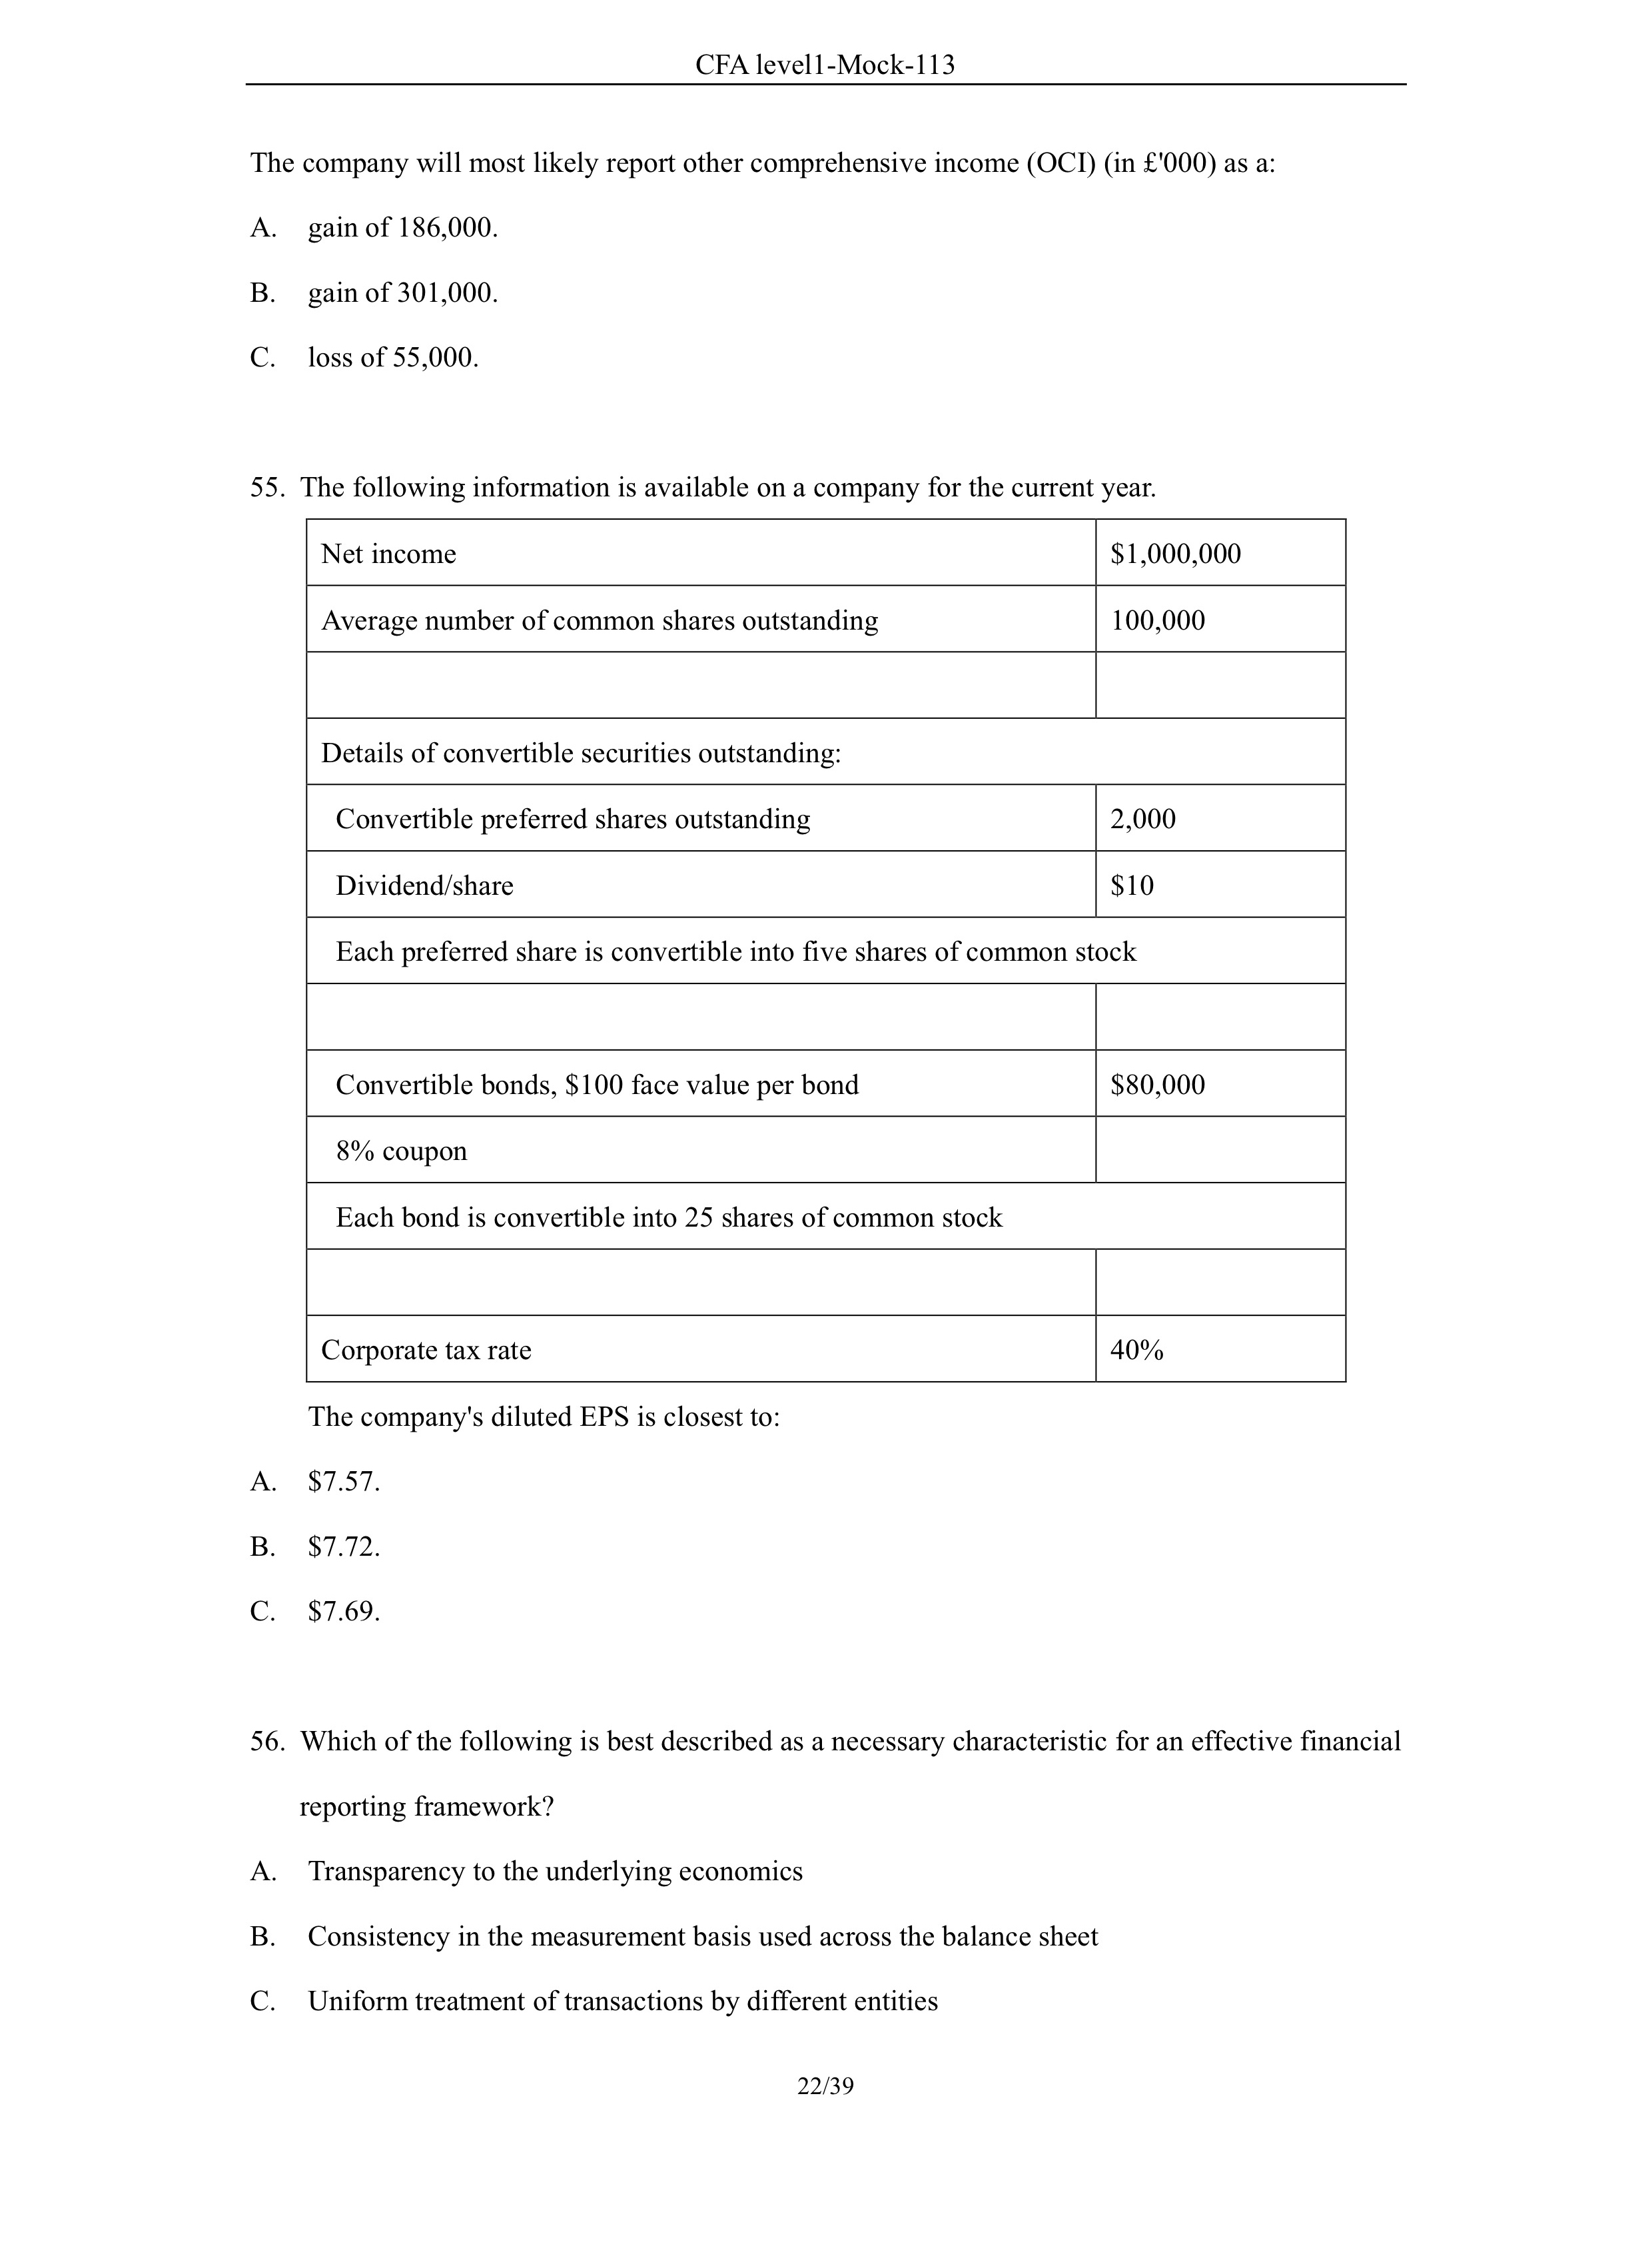 CFA level1-Mock-113
The company will most likely report other comprehensive income (OCI) (in £'000) as a:
A. gain of 186,000.
B. gain of 301,000.
C. loss of 55,000.
55. The following information is available on a company for the current year.
Net income $1,000,000
Average number of common shares outstanding 100,000
Details of convertible securities outstanding:
Convertible preferred shares outstanding 2,000
Dividend/share $10
Each preferred share is convertible into five shares of common stock
Convertible bonds, $100 face value per bond $80,000
8% coupon
Each bond is convertible into 25 shares of common stock
Corporate tax rate 40%
The company's diluted EPS is closest to:
A. $7.57.
B. $7.72.
C. $7.69.
56. Which of the following is best described as a necessary characteristic for an effective financial
reporting framework?
A. Transparency to the underlying economics
B. Consistency in the measurement basis used across the balance sheet
C. Uniform treatment of transactions by different entities
22/39